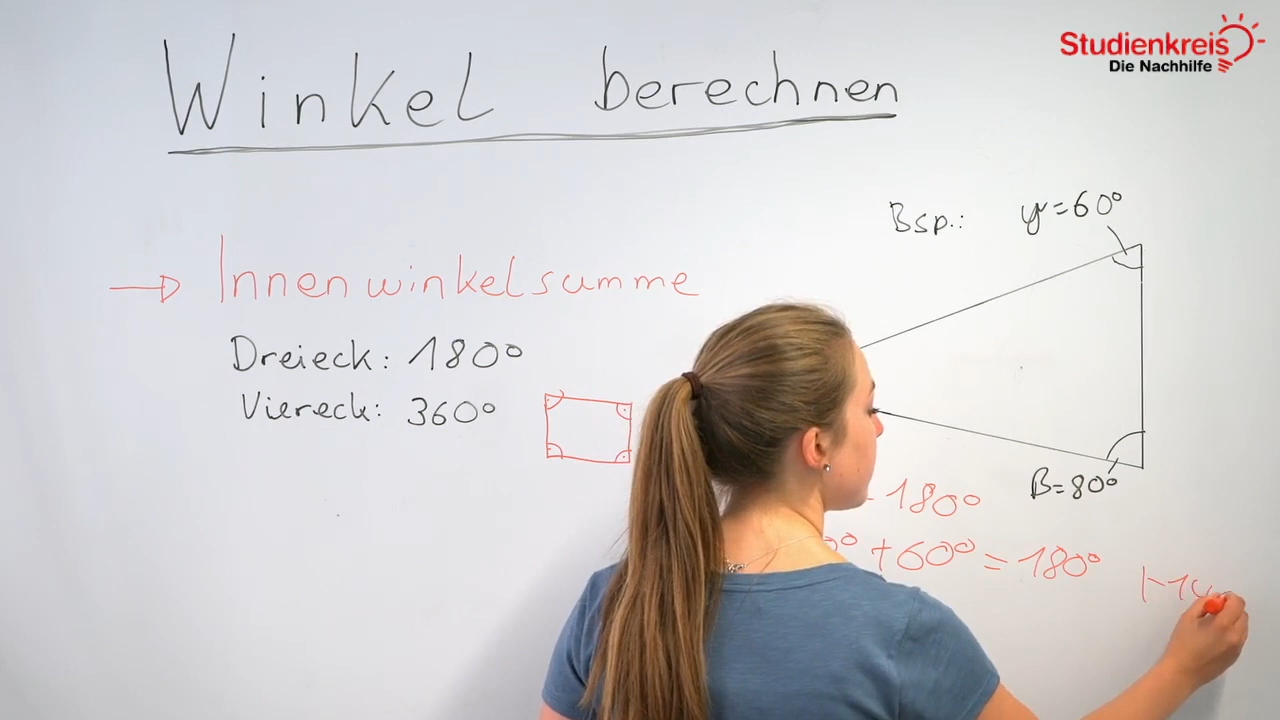 Studienkreis
Die Nachhilfe
Winkel berechnen
Bsp.: γ=60°
→ Innenwinkelsumme
Dreieck: 180°
Viereck: 360°
β=80°
180°
+60° = 180°